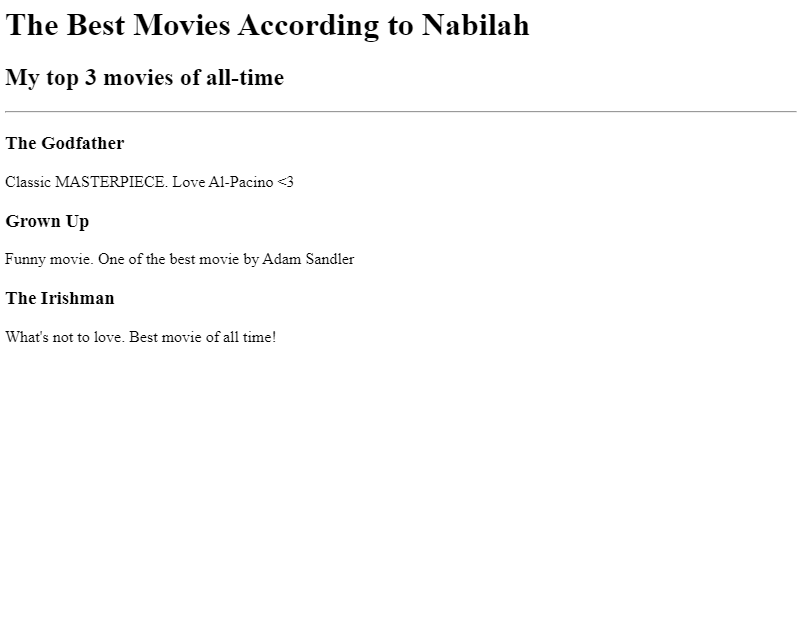 The Best Movies According to Nabilah
My top 3 movies of all-time
The Godfather
Classic MASTERPIECE. Love Al-Pacino <3
Grown Up
Funny movie. One of the best movie by Adam Sandler
The Irishman
What's not to love. Best movie of all time!